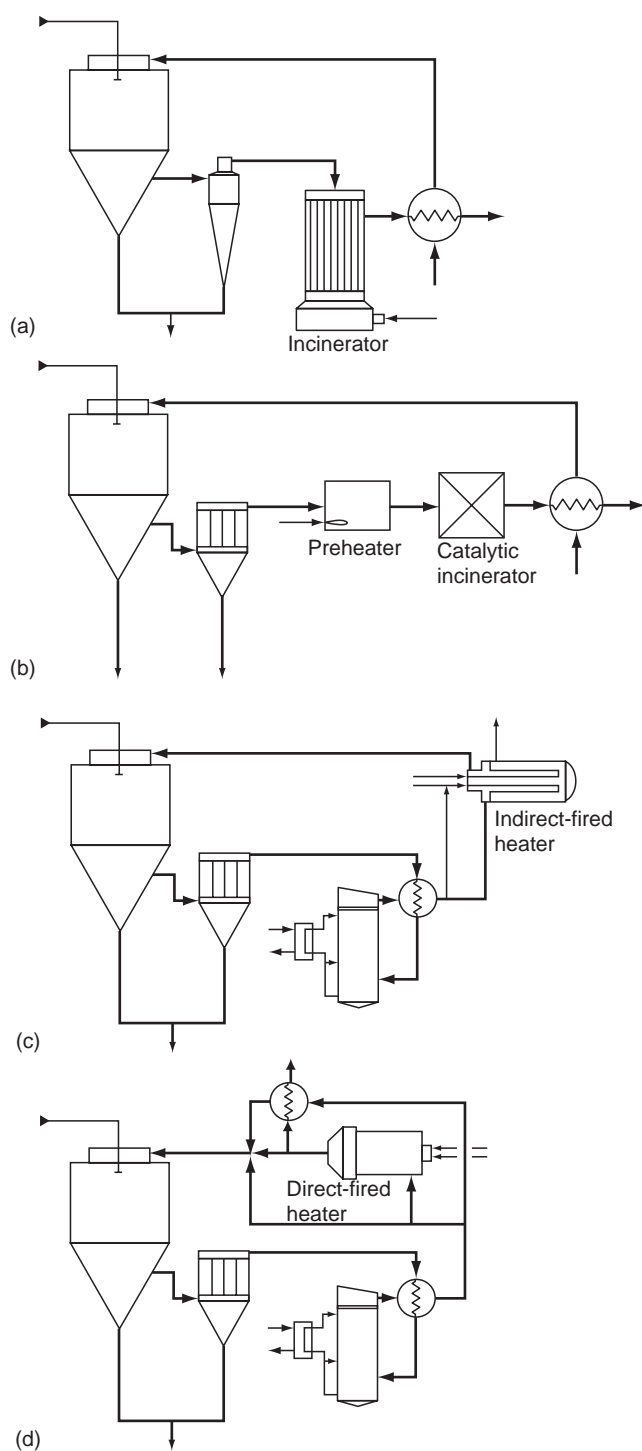 (a)
Incinerator
Preheater
Catalytic
incinerator
(b)
Indirect-fired
heater
(c)
Direct-fired
heater
(d)